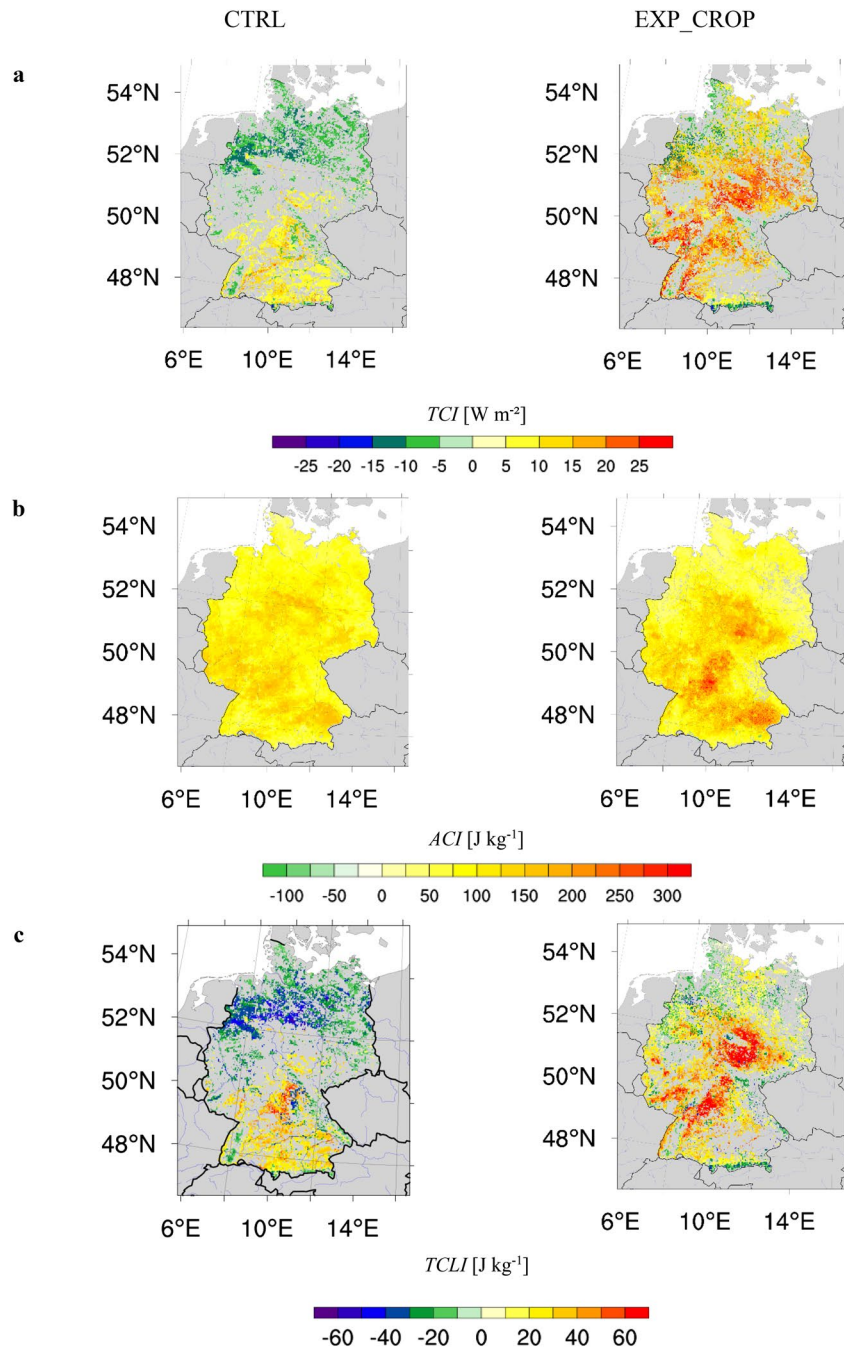 CTRL EXP_CROP
a
54°N 54°N
52°N 52°N
50°N 50°N
48°N 48°N
6°E 10°E 14°E 6°E 10°E 14°E
TCI [W m⁻²]
-25 -20 -15 -10 -5 0 5 10 15 20 25
b
54°N 54°N
52°N 52°N
50°N 50°N
48°N 48°N
6°E 10°E 14°E 6°E 10°E 14°E
ACI [J kg⁻¹]
-100 -50 0 50 100 150 200 250 300
c
54°N 54°N
52°N 52°N
50°N 50°N
48°N 48°N
6°E 10°E 14°E 6°E 10°E 14°E
TCLI [J kg⁻¹]
-60 -40 -20 0 20 40 60